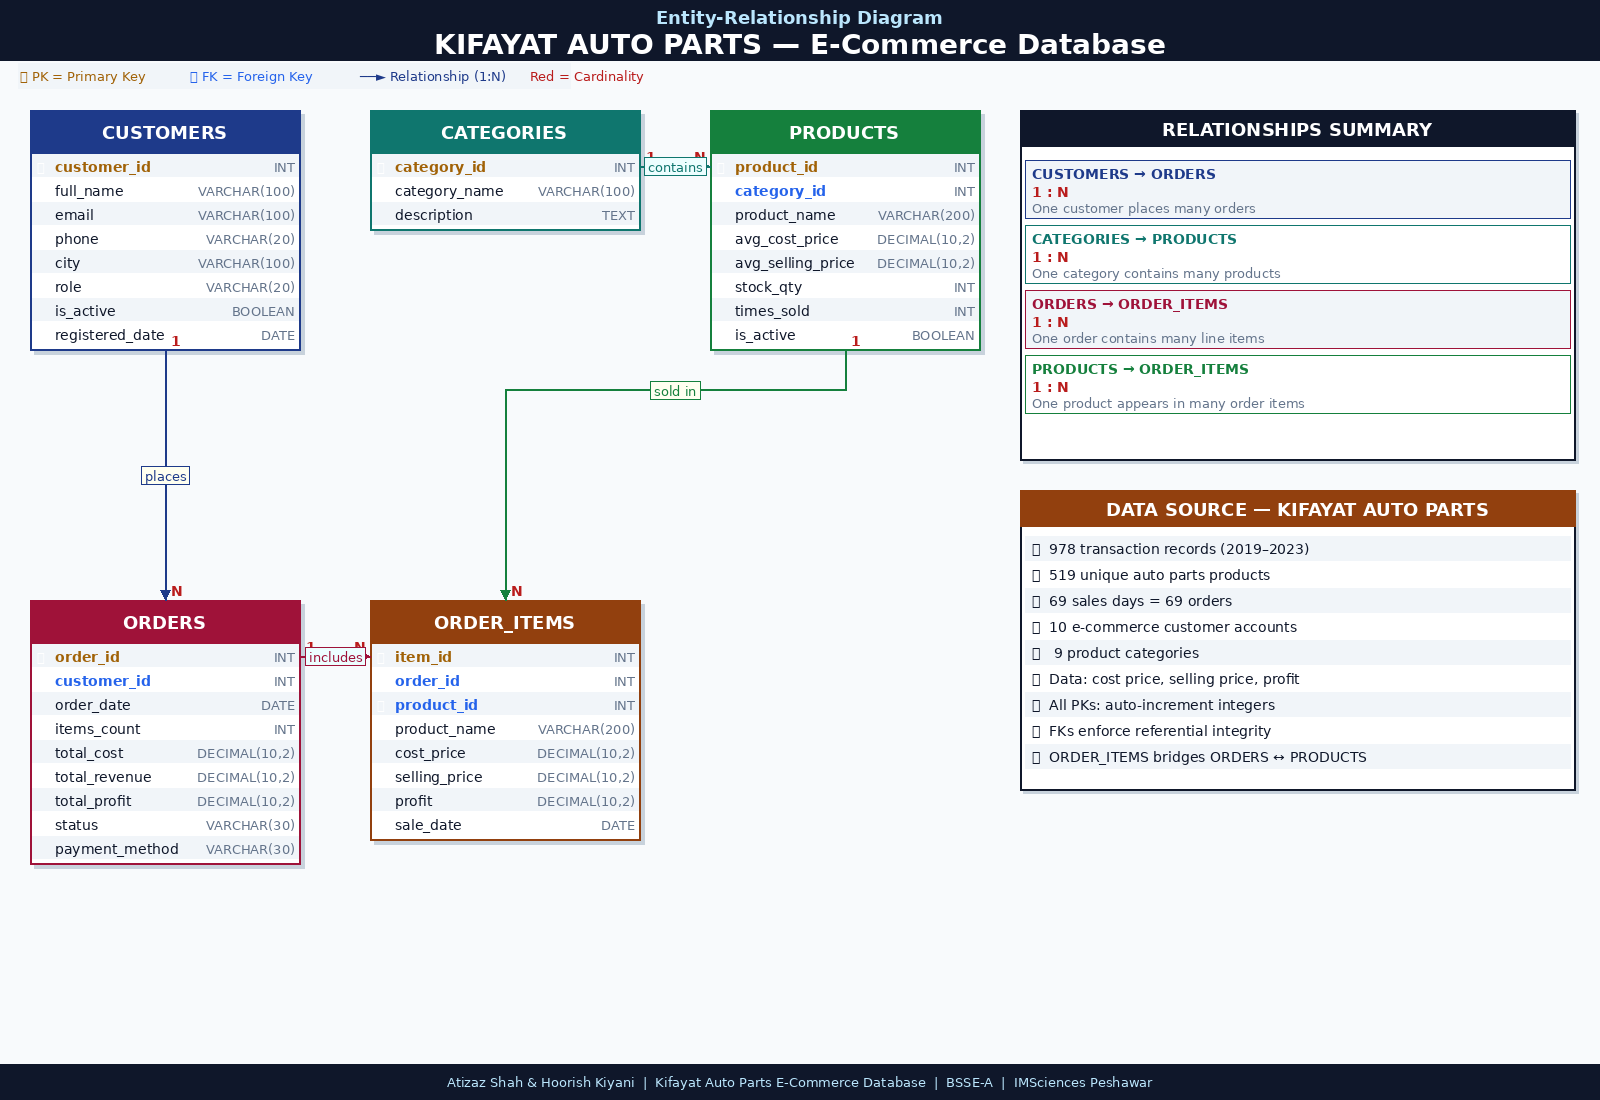 Entity-Relationship Diagram
KIFAYAT AUTO PARTS — E-Commerce Database
PK = Primary Key
FK = Foreign Key
Relationship (1:N)
Red = Cardinality
CUSTOMERS
customer_id INT
full_name VARCHAR(100)
email VARCHAR(100)
phone VARCHAR(20)
city VARCHAR(100)
role VARCHAR(20)
is_active BOOLEAN
registered_date DATE
1
places
N
CATEGORIES
category_id INT
category_name VARCHAR(100)
description TEXT
1
contains
N
PRODUCTS
product_id INT
category_id INT
product_name VARCHAR(200)
avg_cost_price DECIMAL(10,2)
avg_selling_price DECIMAL(10,2)
stock_qty INT
times_sold INT
is_active BOOLEAN
1
sold in
N
ORDERS
order_id INT
customer_id INT
order_date DATE
items_count INT
total_cost DECIMAL(10,2)
total_revenue DECIMAL(10,2)
total_profit DECIMAL(10,2)
status VARCHAR(30)
payment_method VARCHAR(30)
1
includes
N
ORDER_ITEMS
item_id INT
order_id INT
product_id INT
product_name VARCHAR(200)
cost_price DECIMAL(10,2)
selling_price DECIMAL(10,2)
profit DECIMAL(10,2)
sale_date DATE
RELATIONSHIPS SUMMARY
CUSTOMERS → ORDERS
1 : N
One customer places many orders
CATEGORIES → PRODUCTS
1 : N
One category contains many products
ORDERS → ORDER_ITEMS
1 : N
One order contains many line items
PRODUCTS → ORDER_ITEMS
1 : N
One product appears in many order items
DATA SOURCE — KIFAYAT AUTO PARTS
978 transaction records (2019–2023)
519 unique auto parts products
69 sales days = 69 orders
10 e-commerce customer accounts
9 product categories
Data: cost price, selling price, profit
All PKs: auto-increment integers
FKs enforce referential integrity
ORDER_ITEMS bridges ORDERS ↔ PRODUCTS
Atizaz Shah & Hoorish Kiyani | Kifayat Auto Parts E-Commerce Database | BSSE-A | IMSciences Peshawar